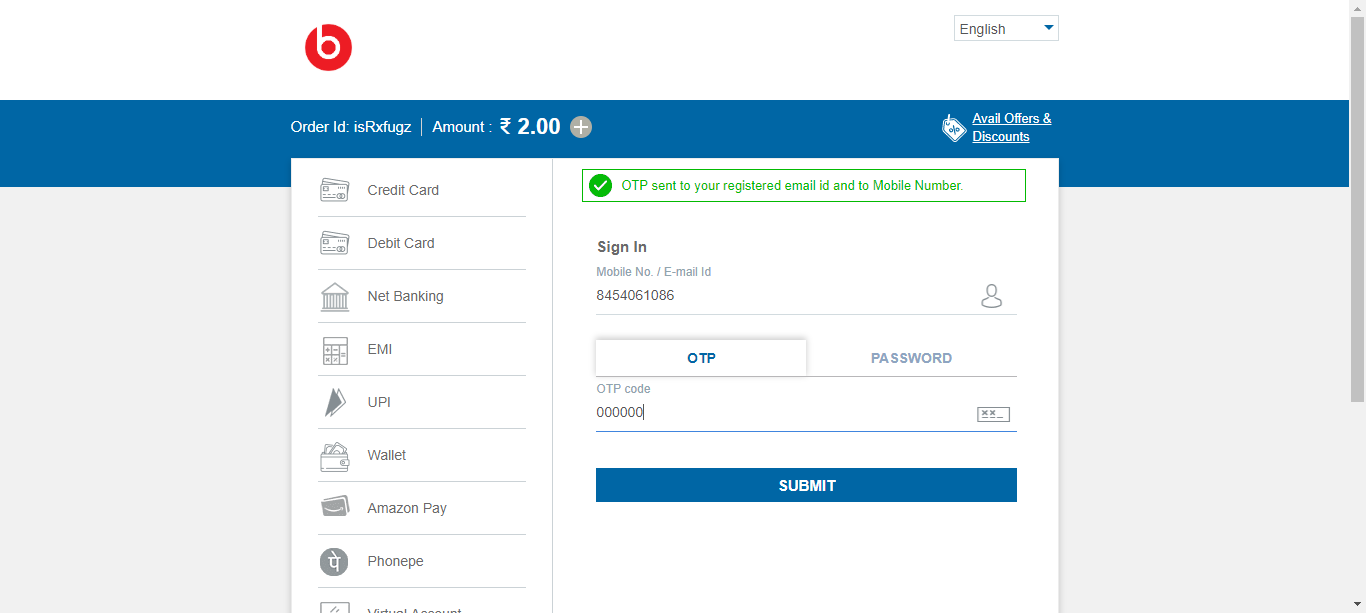 b
English
Order Id: isRxfugz
Amount : ₹ 2.00
Avail Offers &
Discounts
Credit Card
Debit Card
Net Banking
EMI
UPI
Wallet
Amazon Pay
पे
Phonepe
Virtual Account
OTP sent to your registered email id and to Mobile Number.
Sign In
Mobile No. / E-mail Id
8454061086
OTP
PASSWORD
OTP code
000000
SUBMIT